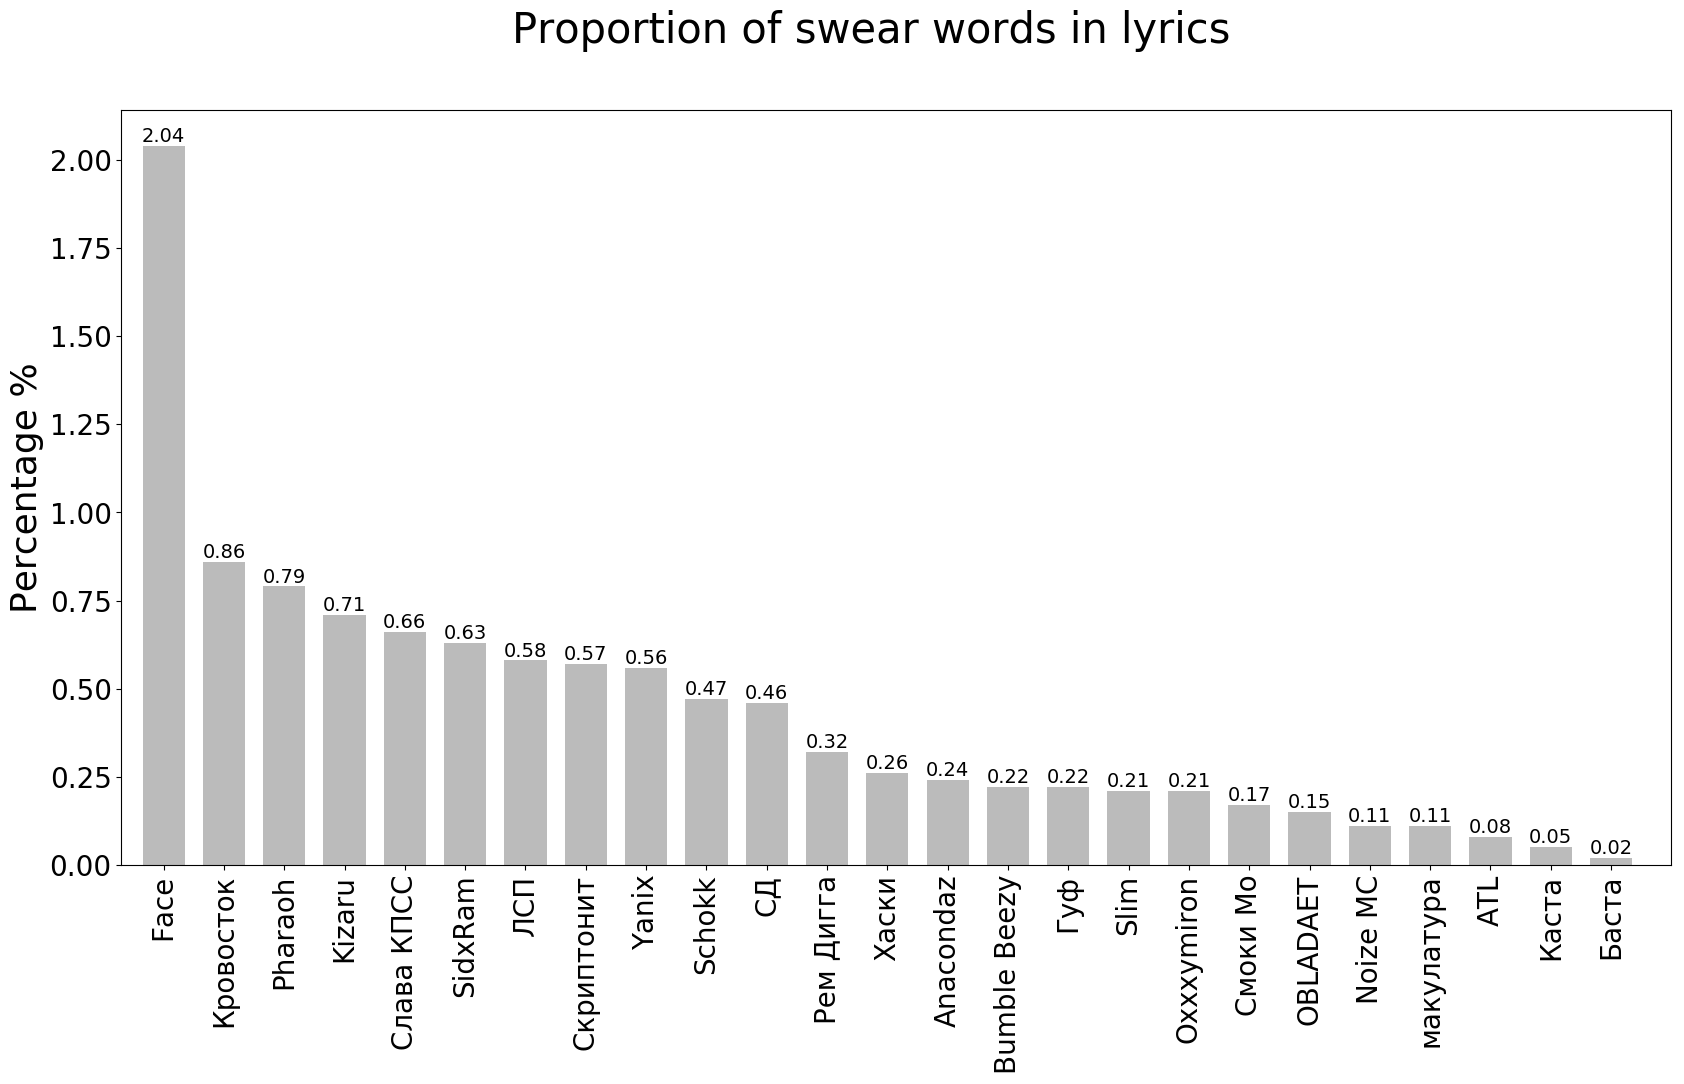 Proportion of swear words in lyrics
Percentage %
2.00
1.75
1.50
1.25
1.00
0.75
0.50
0.25
0.00
2.04
0.86
0.79
0.71
0.66
0.63
0.58
0.57
0.56
0.47
0.46
0.32
0.26
0.24
0.22
0.22
0.21
0.21
0.17
0.15
0.11
0.11
0.08
0.05
0.02
Face
Кровосток
Pharaoh
Kizaru
Слава КПСС
SidxRam
ЛСП
Скриптонит
Yanix
Schokk
СД
Рем Дигга
Хаски
Anacondaz
Bumble Beezy
Гуф
Slim
Oxxxymiron
Смоки Мо
OBLADAET
Noize MC
макулатура
ATL
Каста
Баста